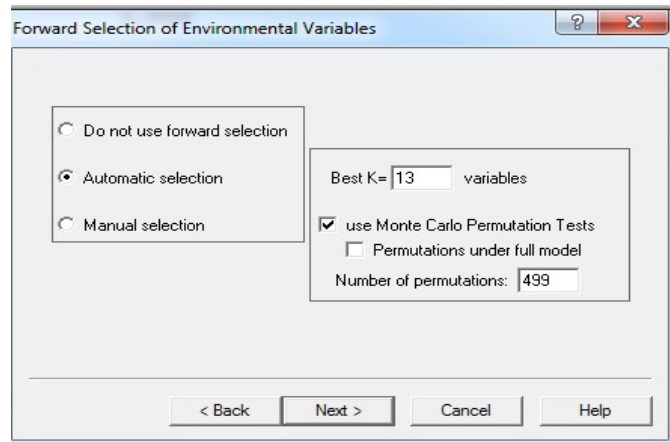 Forward Selection of Environmental Variables
?
x
Do not use forward selection
Automatic selection
Manual selection
Best K= 13 variables
use Monte Carlo Permutation Tests
Permutations under full model
Number of permutations: 499
< Back
Next >
Cancel
Help